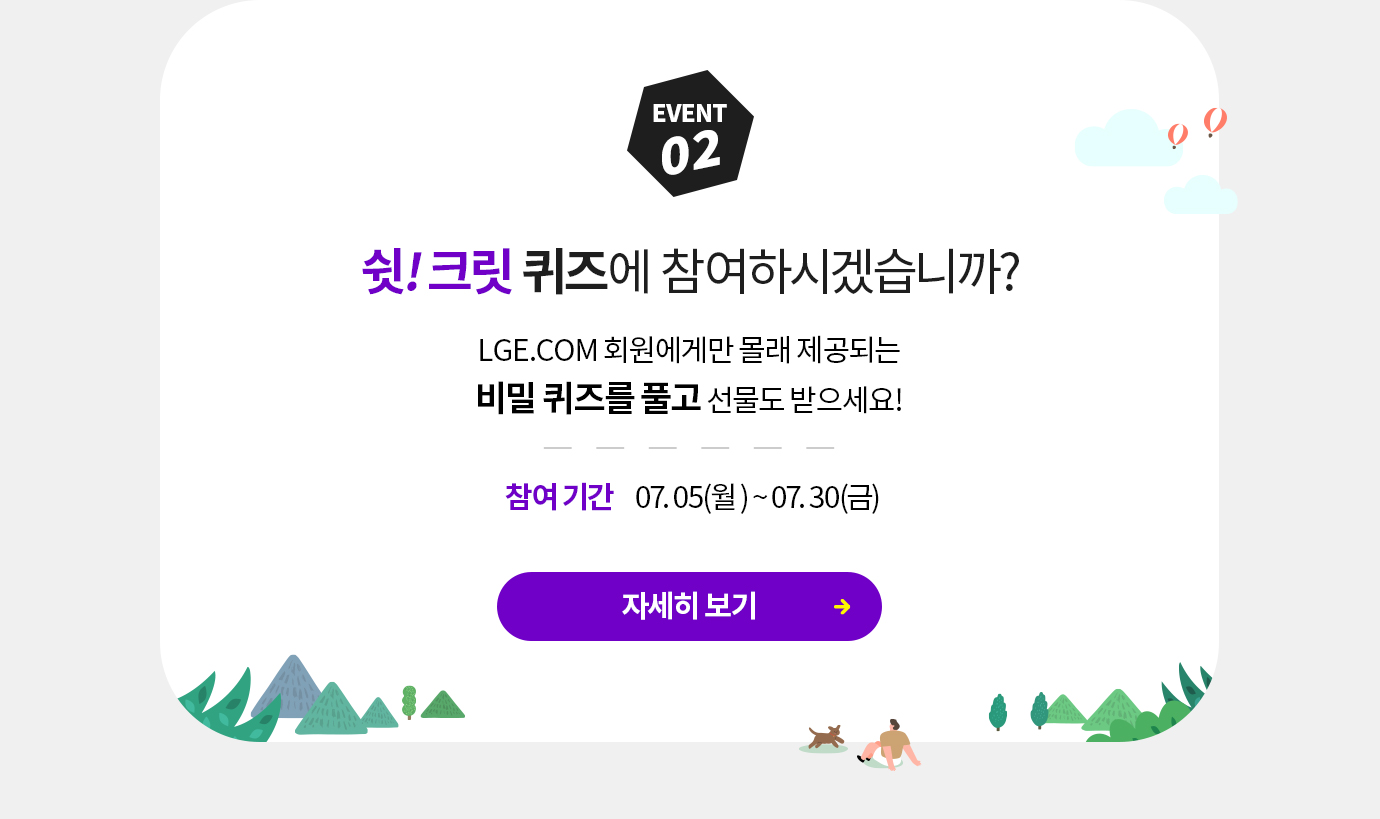 EVENT
02
쉿! 크릿 퀴즈에 참여하시겠습니까?
LGE.COM 회원에게만 몰래 제공되는
비밀 퀴즈를 풀고 선물도 받으세요!
참여 기간 07. 05(월 ) ~ 07. 30(금)
자세히 보기